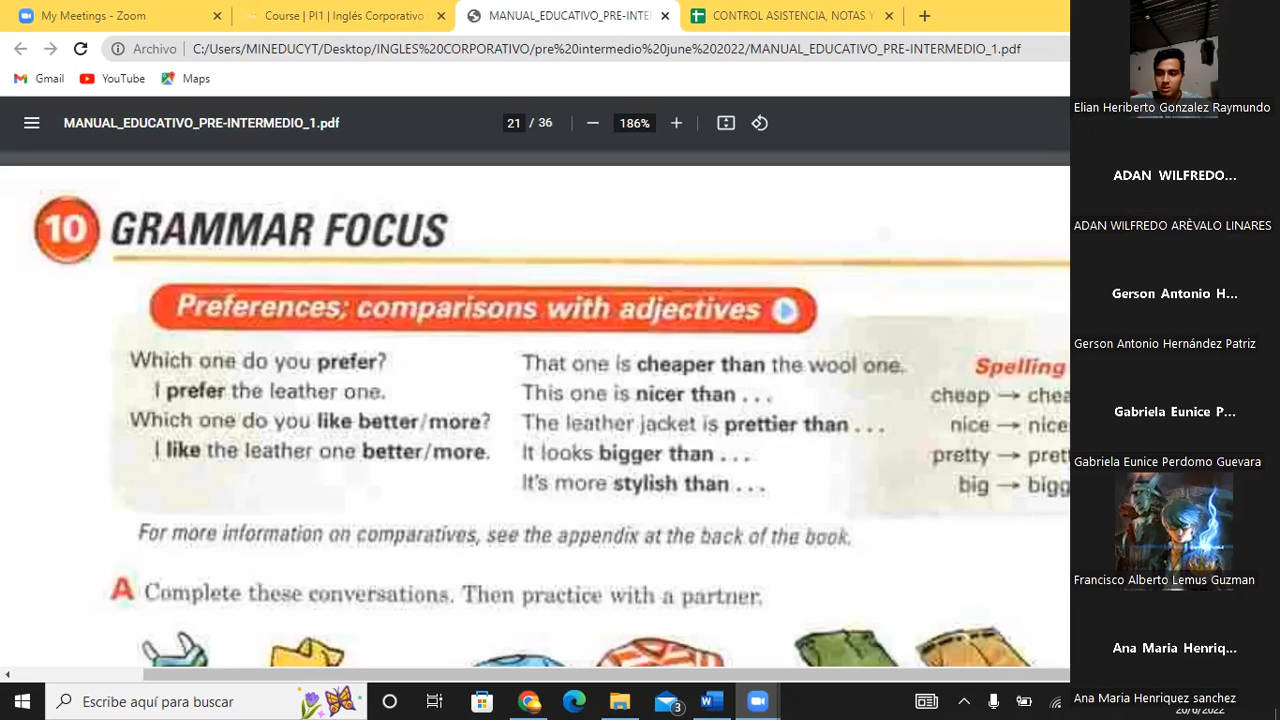 My Meetings - Zoom
Course | PI1 | Inglés Corporativo
MANUAL_EDUCATIVO_PRE-INTE
CONTROL ASISTENCIA, NOTAS Y
Archivo
C:/Users/MINEDUCYT/Desktop/INGLES%20CORPORATIVO/pre%20intermedio%20june%202022/MANUAL_EDUCATIVO_PRE-INTERMEDIO_1.pdf
Gmail
YouTube
Maps
MANUAL_EDUCATIVO_PRE-INTERMEDIO_1.pdf
21 / 36
186%
10 GRAMMAR FOCUS
Preferences; comparisons with adjectives
Which one do you prefer?
I prefer the leather one.
Which one do you like better/more?
I like the leather one better/more.
That one is cheaper than the wool one.
This one is nicer than . . .
The leather jacket is prettier than . . .
It looks bigger than . . .
It's more stylish than . . .
Spelling
cheap → chea
nice → nice
pretty → pret
big → bigg
For more information on comparatives, see the appendix at the back of the book.
A Complete these conversations. Then practice with a partner.
Elian Heriberto Gonzalez Raymundo
ADAN WILFREDO...
ADAN WILFREDO ARÈVALO LINARES
Gerson Antonio H...
Gerson Antonio Hernández Patriz
Gabriela Eunice P...
Gabriela Eunice Perdomo Guevara
Francisco Alberto Lemus Guzman
Ana Maria Henriq...
Ana Maria Henriquez sanchez
Escribe aquí para buscar
3
20/6/2022